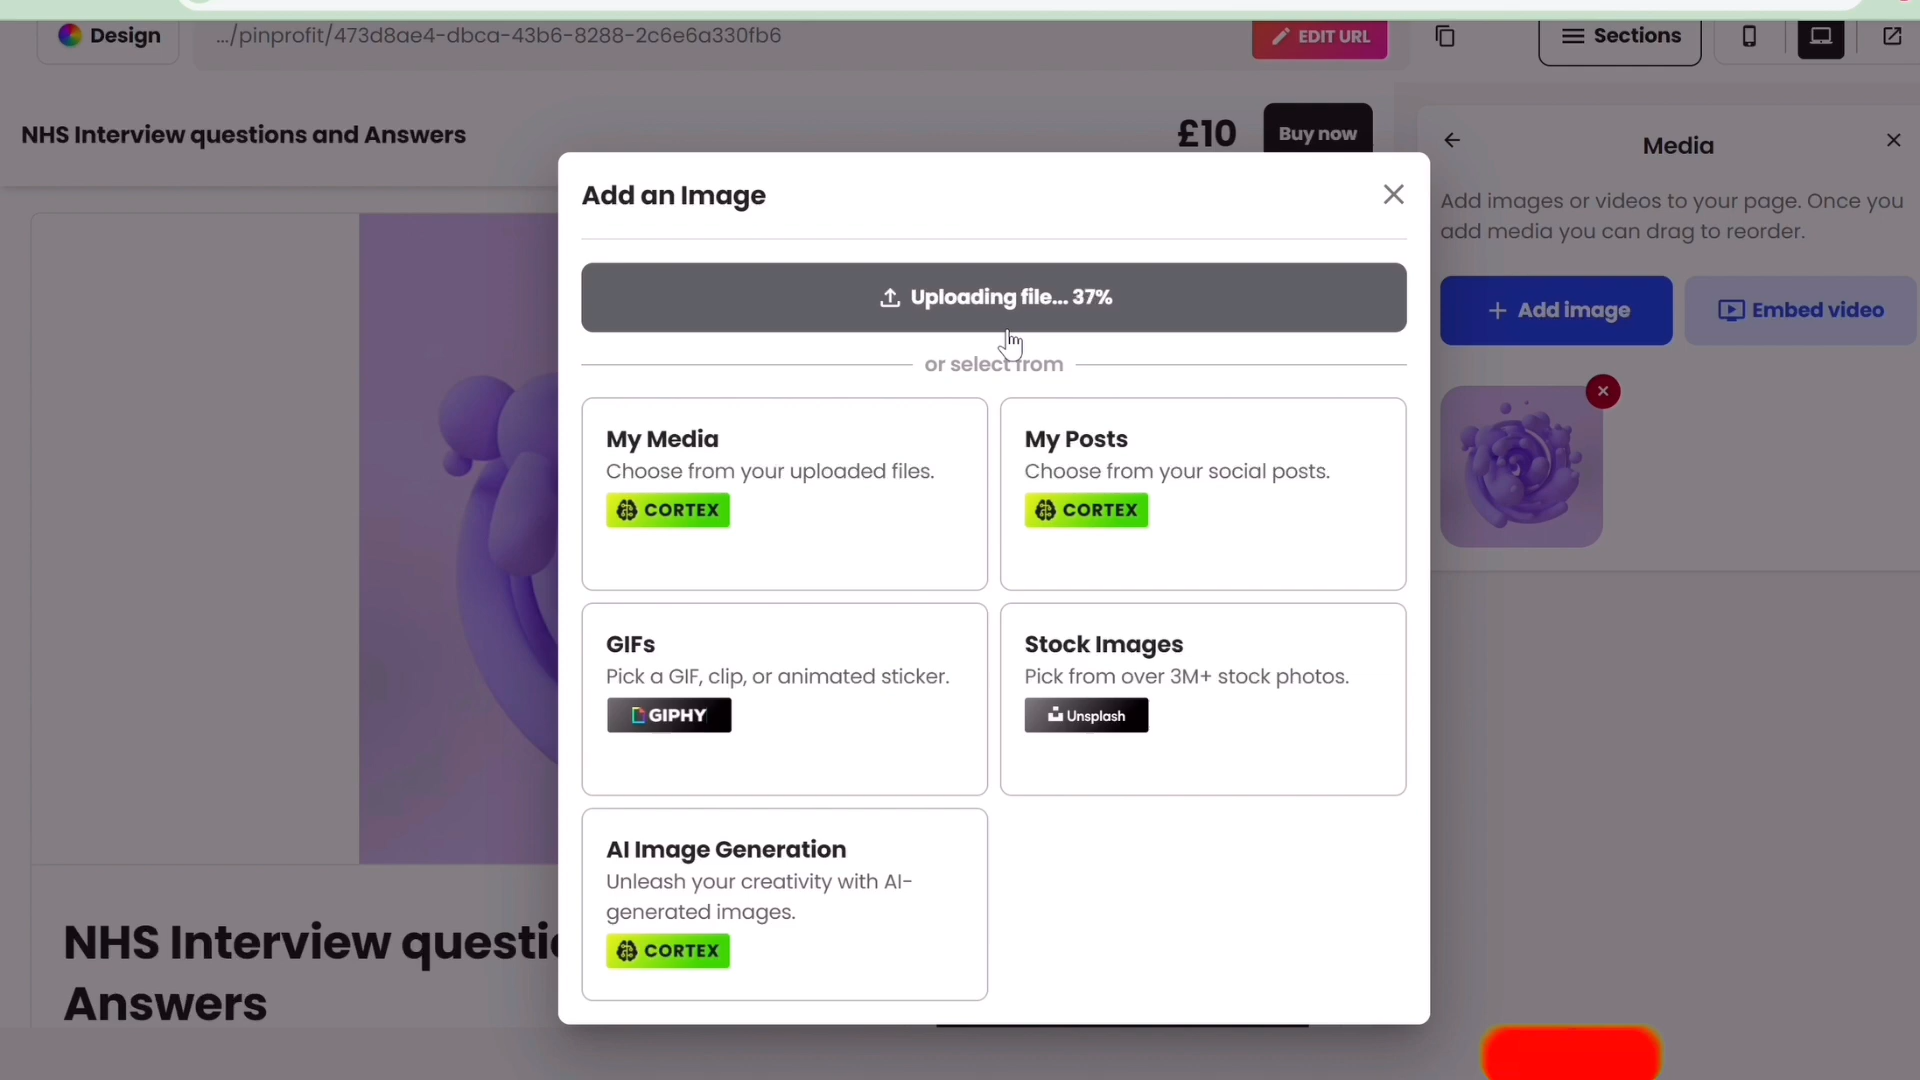 Design
.../pinprofit/473d8ae4-dbca-43b6-8288-2c6e6a330fb6
EDIT URL
Sections
NHS Interview questions and Answers
£10
Buy now
Media
Add images or videos to your page. Once you
add media you can drag to reorder.
Add image
Embed video
Add an Image
Uploading file... 37%
or select from
My Media
Choose from your uploaded files.
CORTEX
My Posts
Choose from your social posts.
CORTEX
GIFs
Pick a GIF, clip, or animated sticker.
GIPHY
Stock Images
Pick from over 3M+ stock photos.
Unsplash
AI Image Generation
Unleash your creativity with AI-
generated images.
CORTEX
NHS Interview questio
Answers